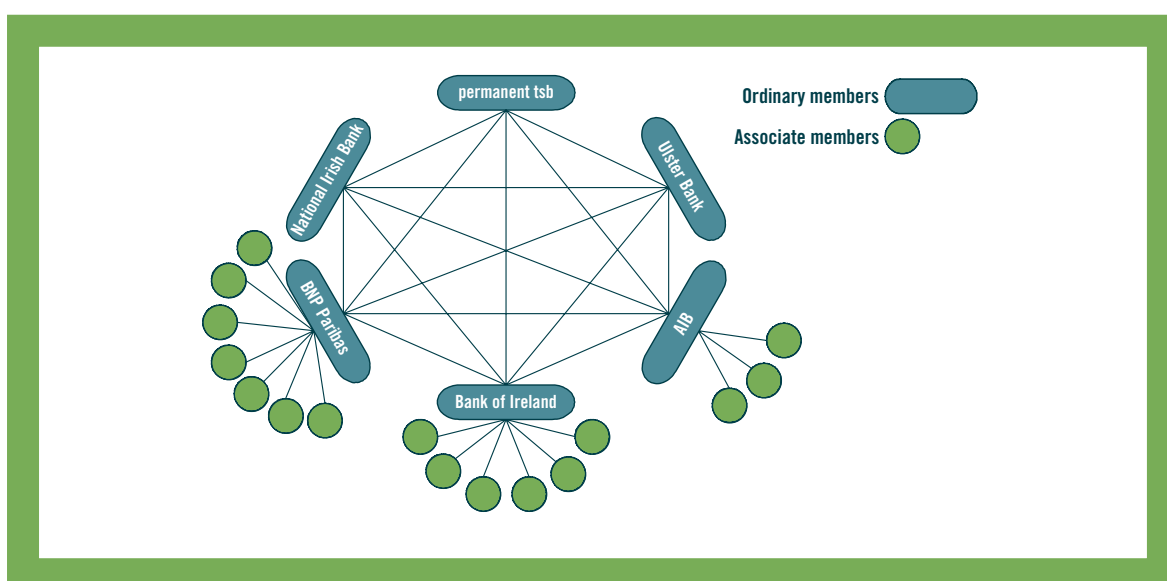 permanent tsb
Ordinary members
Associate members
National Irish Bank
Ulster Bank
BNP Paribas
AIB
Bank of Ireland